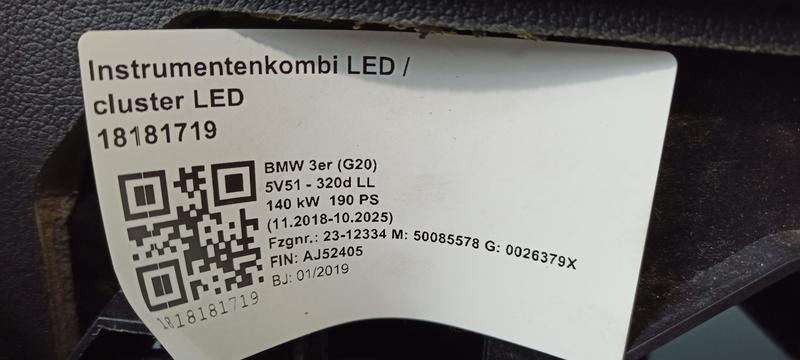 Instrumentenkombi LED /
cluster LED
18181719
BMW 3er (G20)
5V51 - 320d LL
140 kW 190 PS
(11.2018-10.2025)
Fzgnr.: 23-12334 M: 50085578 G: 0026379X
FIN: AJ52405
BJ: 01/2019
18181719